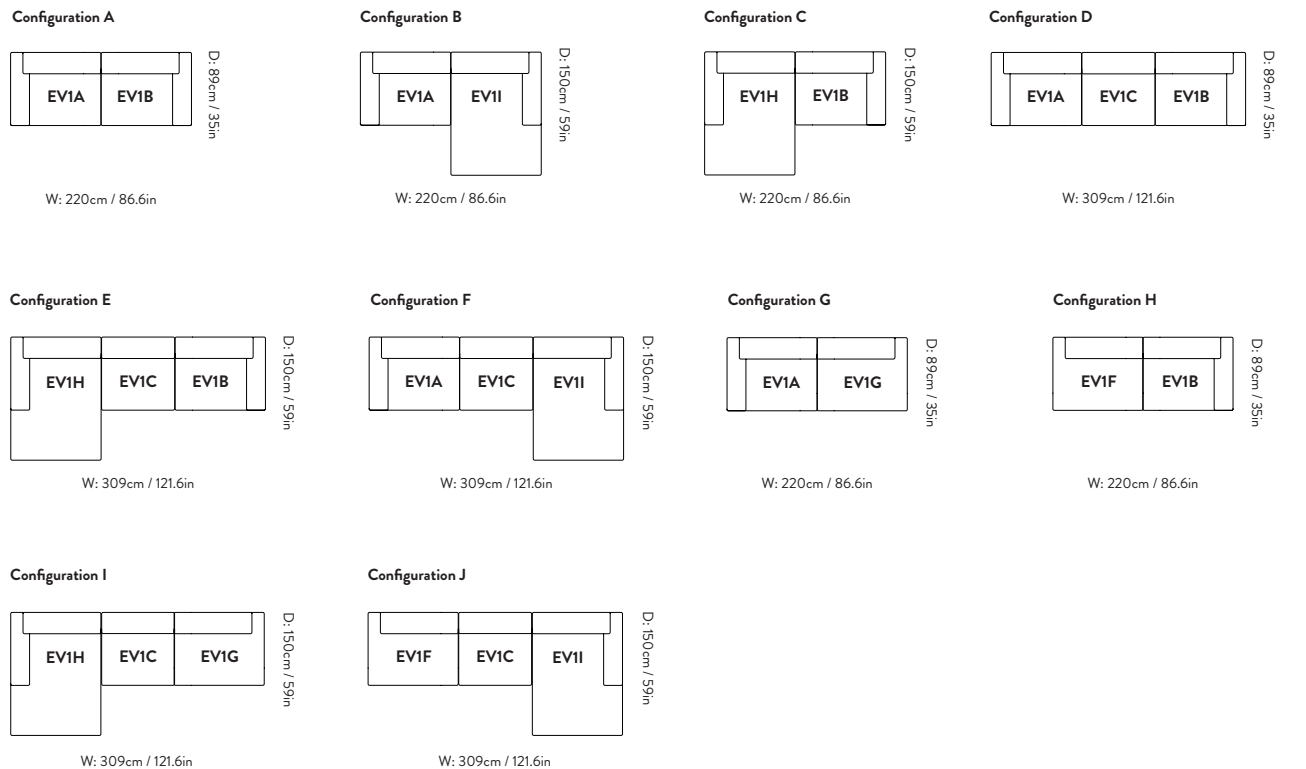 Configuration A
EV1A
EV1B
D: 89cm / 35in
W: 220cm / 86.6in
Configuration B
EV1A
EV1I
D: 150cm / 59in
W: 220cm / 86.6in
Configuration C
EV1H
EV1B
D: 150cm / 59in
W: 220cm / 86.6in
Configuration D
EV1A
EV1C
EV1B
D: 89cm / 35in
W: 309cm / 121.6in
Configuration E
EV1H
EV1C
EV1B
D: 150cm / 59in
W: 309cm / 121.6in
Configuration F
EV1A
EV1C
EV1I
D: 150cm / 59in
W: 309cm / 121.6in
Configuration G
EV1A
EV1G
D: 89cm / 35in
W: 220cm / 86.6in
Configuration H
EV1F
EV1B
D: 89cm / 35in
W: 220cm / 86.6in
Configuration I
EV1H
EV1C
EV1G
D: 150cm / 59in
W: 309cm / 121.6in
Configuration J
EV1F
EV1C
EV1I
D: 150cm / 59in
W: 309cm / 121.6in